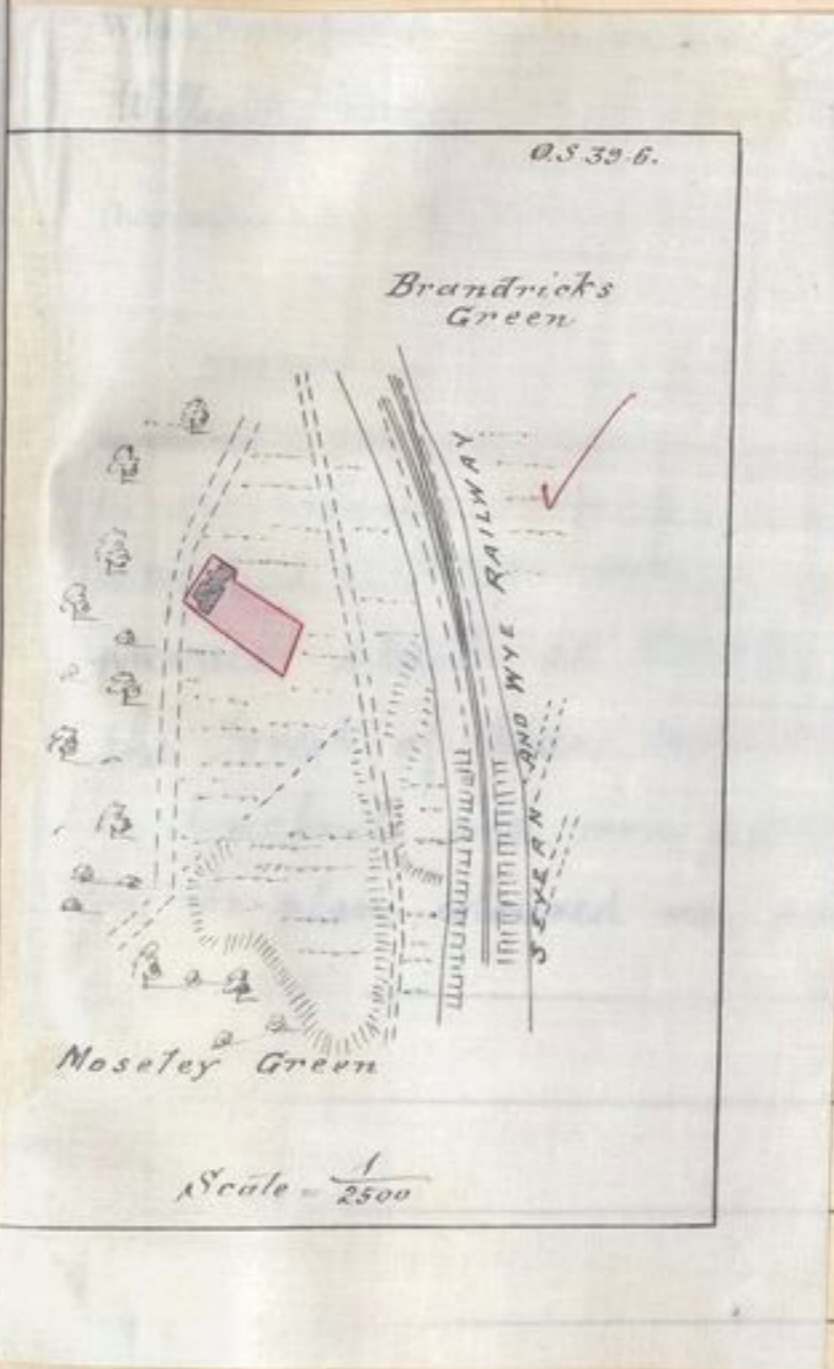 O.S. 39.6.
Brandricks
Green
SEVERN AND WYE RAILWAY
Moseley Green
Scale = 1/2500